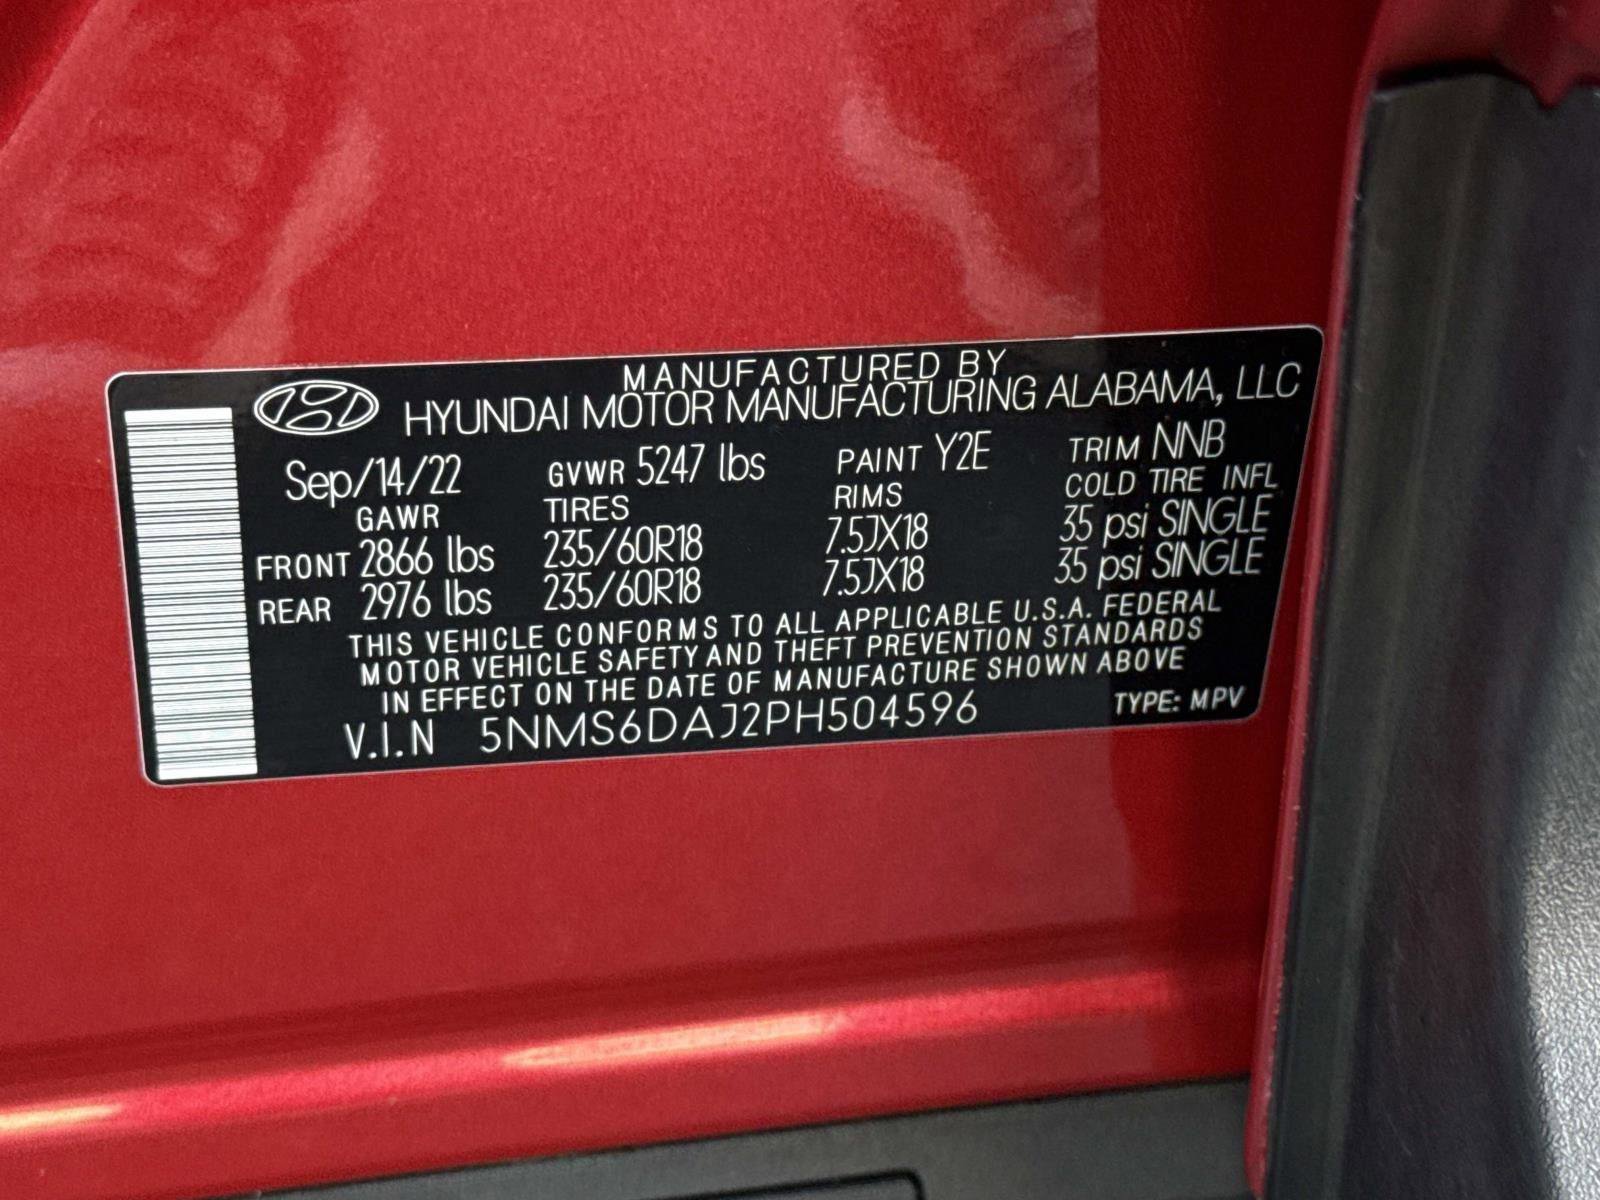 MANUFACTURED BY
HYUNDAI MOTOR MANUFACTURING ALABAMA, LLC
Sep/14/22 GVWR 5247 lbs PAINT Y2E TRIM NNB
GAWR TIRES RIMS COLD TIRE INFL
FRONT 2866 lbs 235/60R18 7.5JX18 35 psi SINGLE
REAR 2976 lbs 235/60R18 7.5JX18 35 psi SINGLE
THIS VEHICLE CONFORMS TO ALL APPLICABLE U.S.A. FEDERAL
MOTOR VEHICLE SAFETY AND THEFT PREVENTION STANDARDS
IN EFFECT ON THE DATE OF MANUFACTURE SHOWN ABOVE
V.I.N 5NMS6DAJ2PH504596 TYPE: MPV